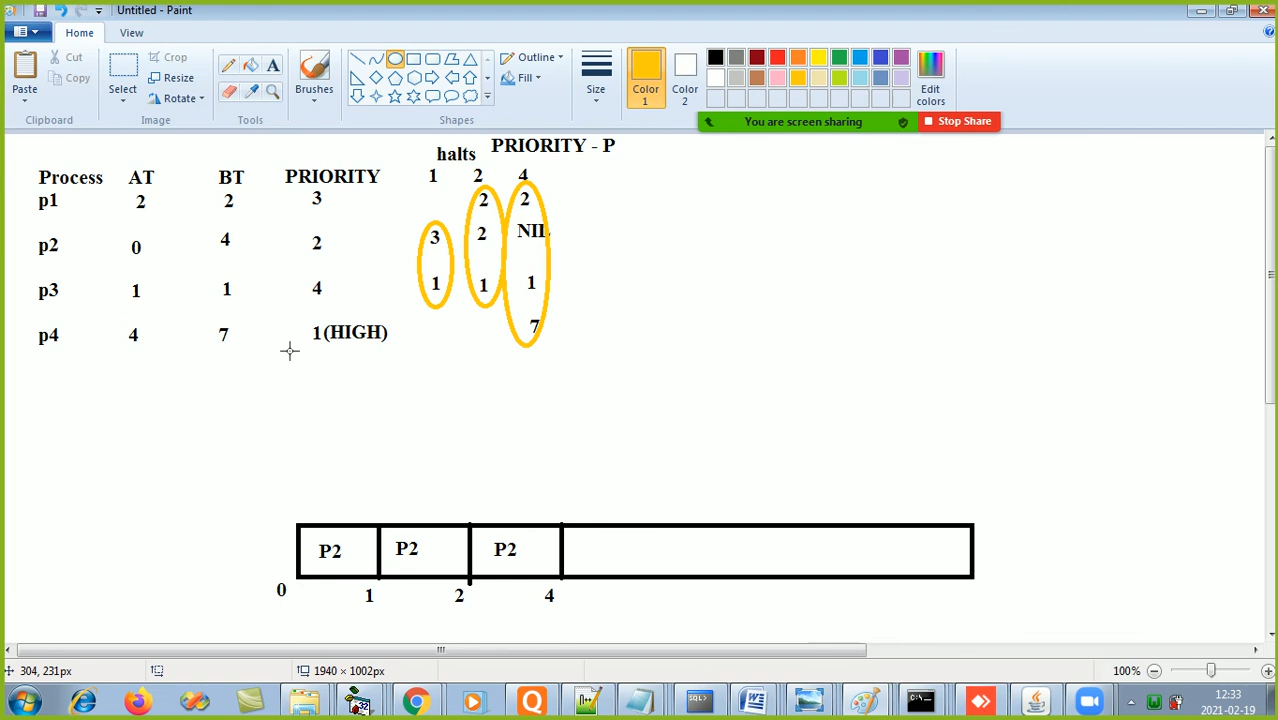 Untitled - Paint
Home View
Paste
Cut
Copy
Clipboard
Select
Crop
Resize
Rotate
Image
A
Tools
Brushes
Outline
Fill
Shapes
Size
Color 1
Color 2
Edit colors
Colors
You are screen sharing Stop Share
halts PRIORITY - P
Process AT BT PRIORITY 1 2 4
p1 2 2 3 2 2
p2 0 4 2 3 2 NIL
p3 1 1 4 1 1 1
p4 4 7 1(HIGH) 7
P2 P2 P2
0 1 2 4
304, 231px 1940 × 1002px 100%
12:33
2021-02-19